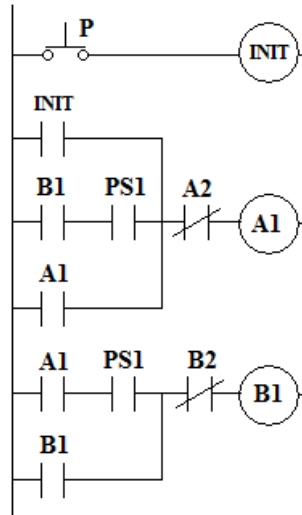 P
INIT
INIT
B1 PS1 A2
A1
A1
A1 PS1 B2
B1
B1